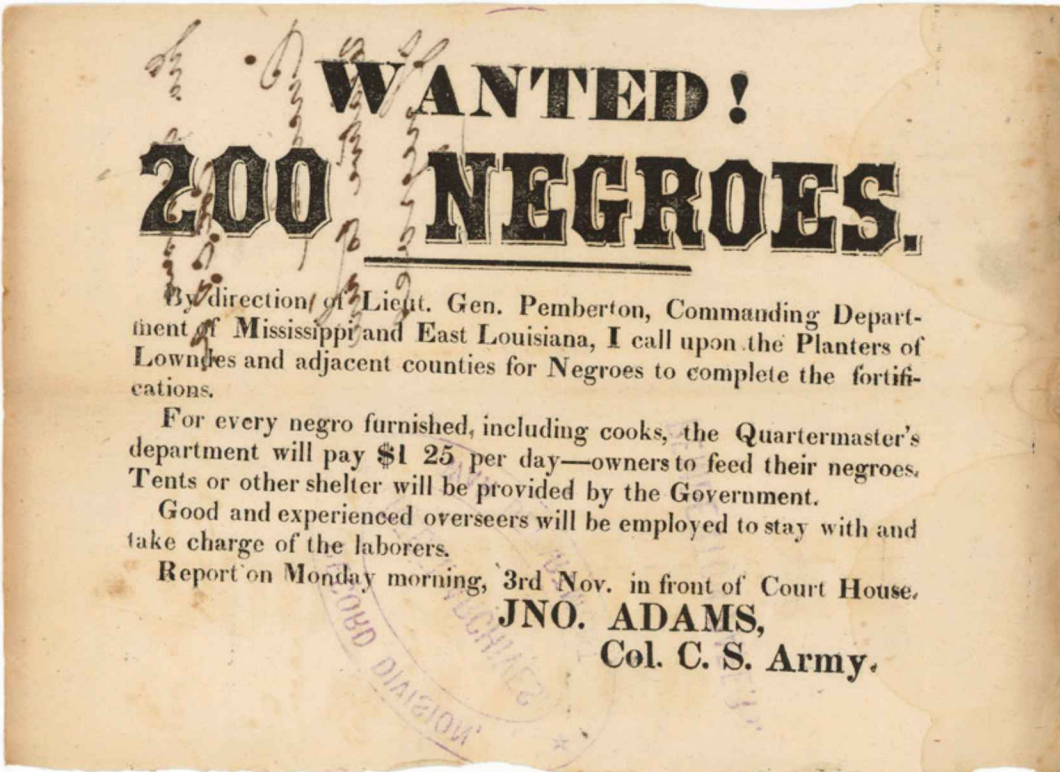 WANTED!
200 NEGROES.
By direction of Lieut. Gen. Pemberton, Commanding Depart-
ment of Mississippi and East Louisiana, I call upon the Planters of
Lowndes and adjacent counties for Negroes to complete the fortifi-
cations.
For every negro furnished, including cooks, the Quartermaster's
department will pay $1 25 per day—owners to feed their negroes.
Tents or other shelter will be provided by the Government.
Good and experienced overseers will be employed to stay with and
take charge of the laborers.
Report on Monday morning, 3rd Nov. in front of Court House.
JNO. ADAMS,
Col. C. S. Army.
RECORD DIVISION
ARCHIVES